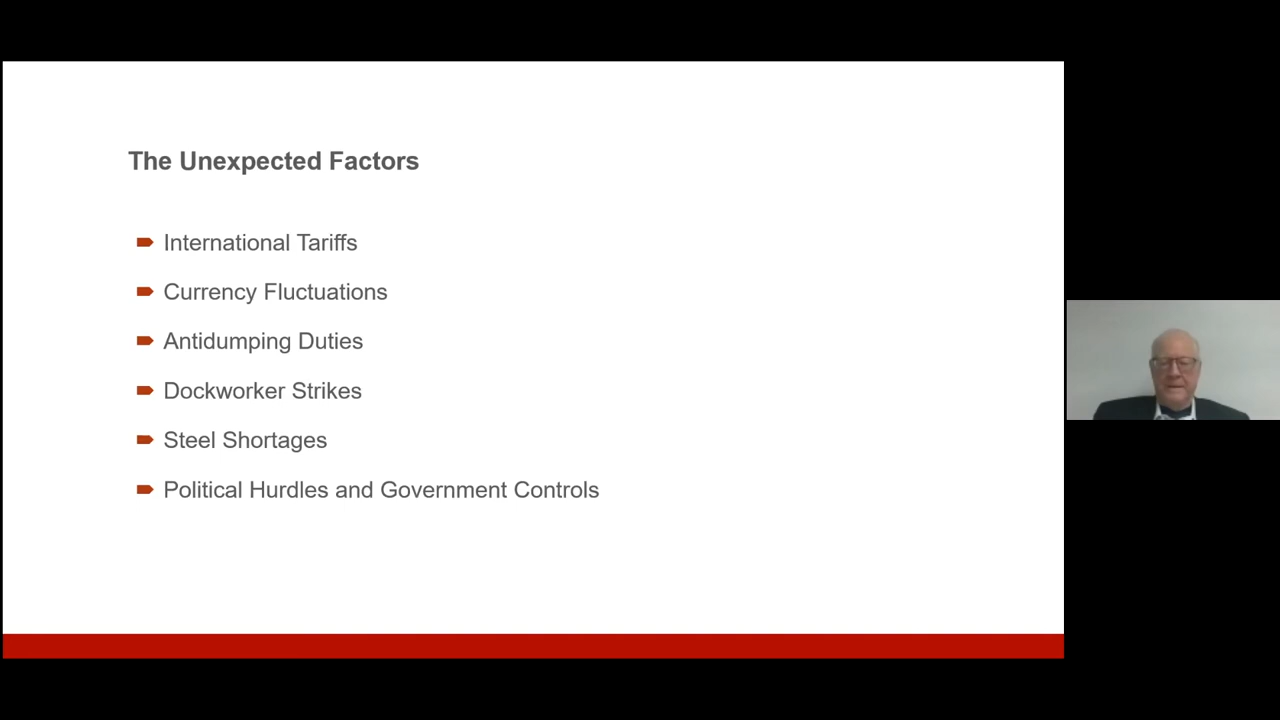 The Unexpected Factors
International Tariffs
Currency Fluctuations
Antidumping Duties
Dockworker Strikes
Steel Shortages
Political Hurdles and Government Controls